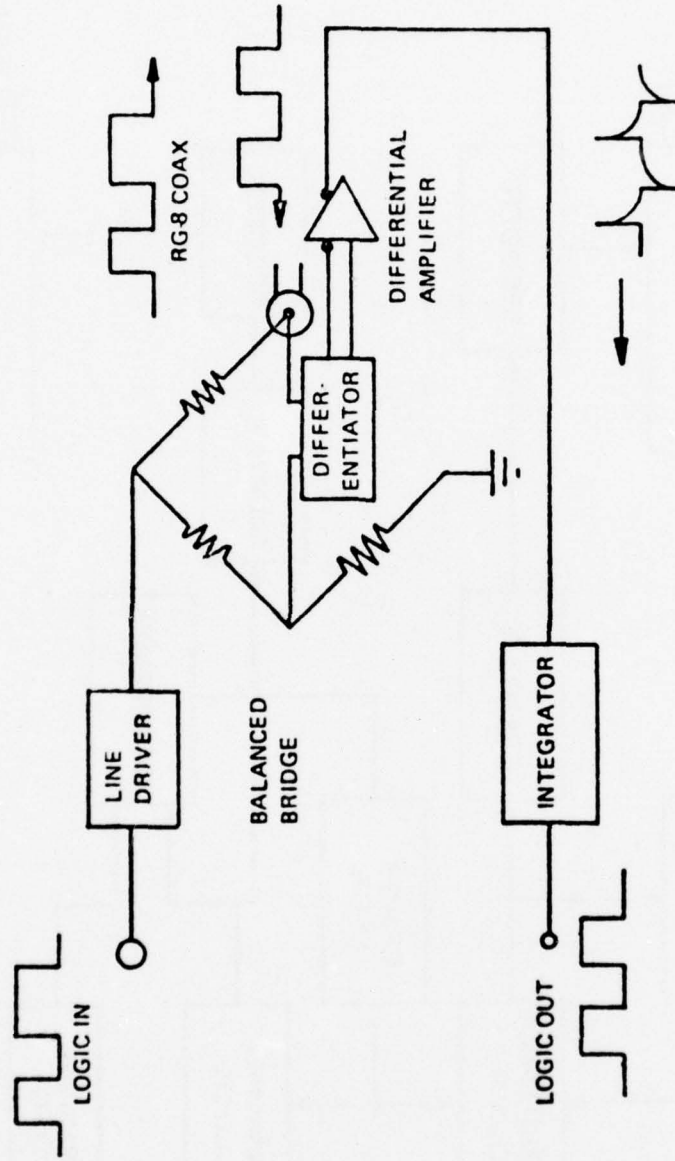 LOGIC IN
LINE
DRIVER
RG-8 COAX
BALANCED
BRIDGE
DIFFER-
ENTIATOR
DIFFERENTIAL
AMPLIFIER
LOGIC OUT
INTEGRATOR